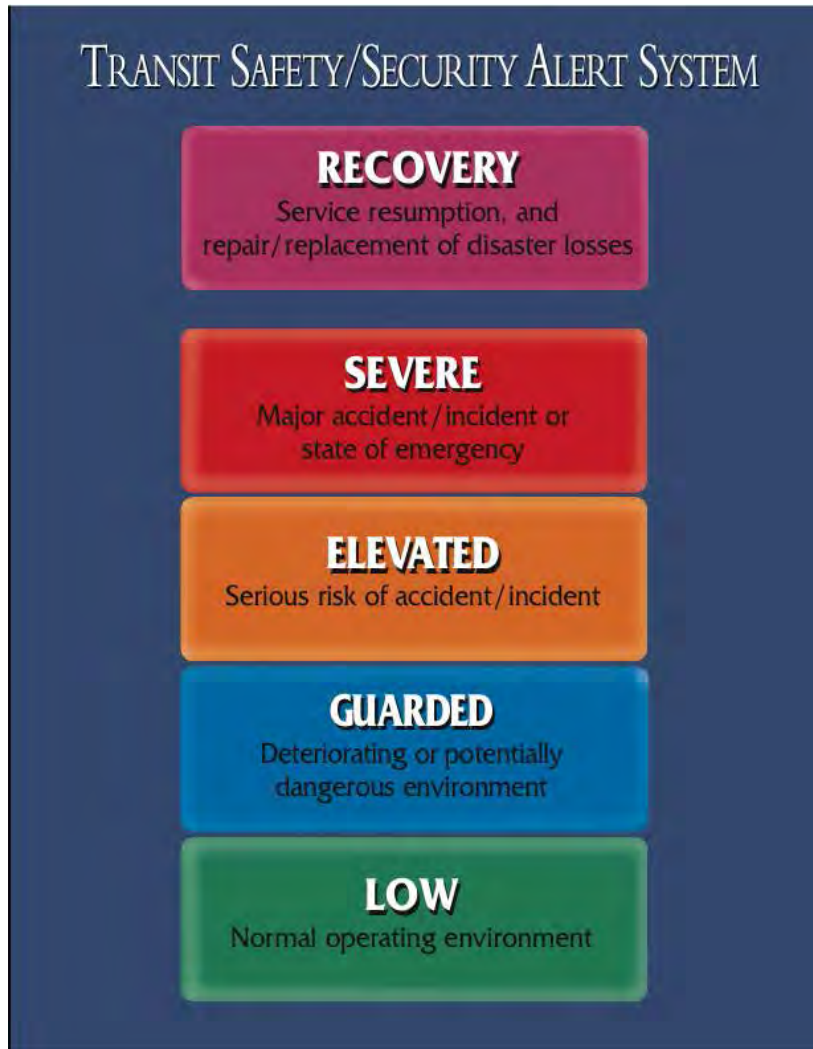 TRANSIT SAFETY/SECURITY ALERT SYSTEM
RECOVERY
Service resumption, and
repair/replacement of disaster losses
SEVERE
Major accident/incident or
state of emergency
ELEVATED
Serious risk of accident/incident
GUARDED
Deteriorating or potentially
dangerous environment
LOW
Normal operating environment